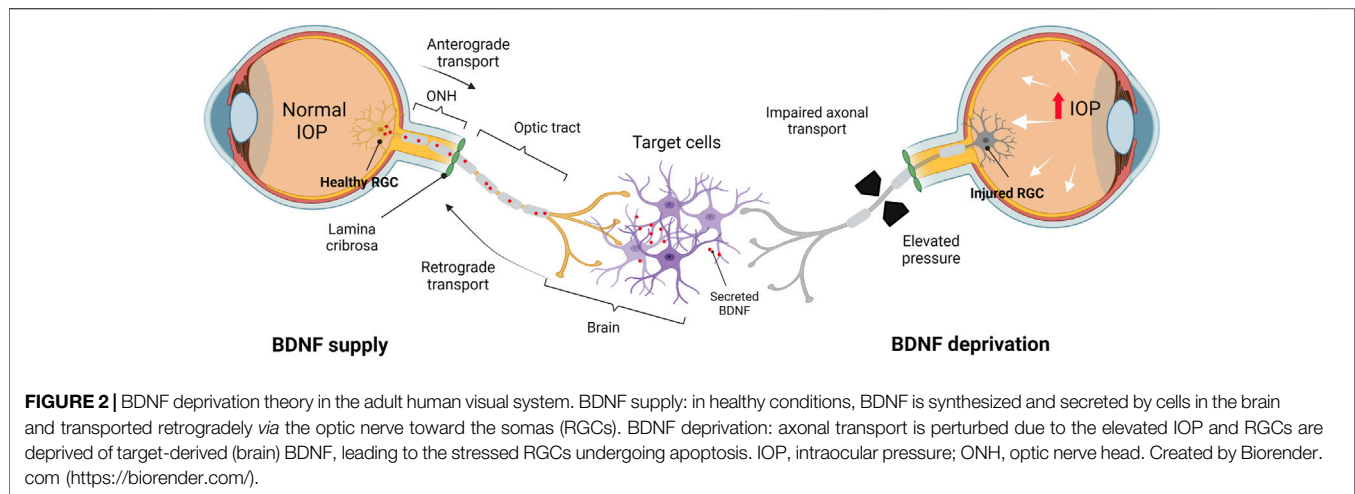 Anterograde
transport
ONH
Optic tract
Normal
IOP
Healthy RGC
Lamina
cribrosa
Retrograde
transport
Target cells
Secreted
BDNF
Brain
Impaired axonal
transport
IOP
Injured RGC
Elevated
pressure
BDNF supply
BDNF deprivation
FIGURE 2 | BDNF deprivation theory in the adult human visual system. BDNF supply: in healthy conditions, BDNF is synthesized and secreted by cells in the brain
and transported retrogradely via the optic nerve toward the somas (RGCs). BDNF deprivation: axonal transport is perturbed due to the elevated IOP and RGCs are
deprived of target-derived (brain) BDNF, leading to the stressed RGCs undergoing apoptosis. IOP, intraocular pressure; ONH, optic nerve head. Created by Biorender.
com (https://biorender.com/).